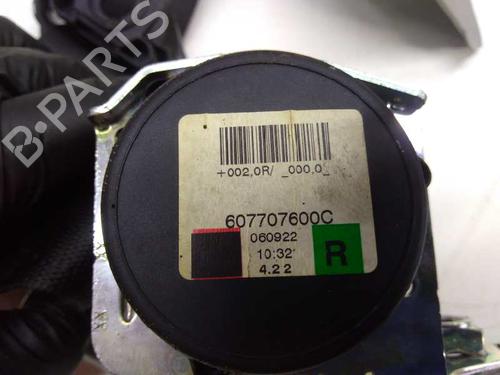 B-PARTS
+002,0R/ _000,0_
607707600C
060922
10:32
4.2 2
R